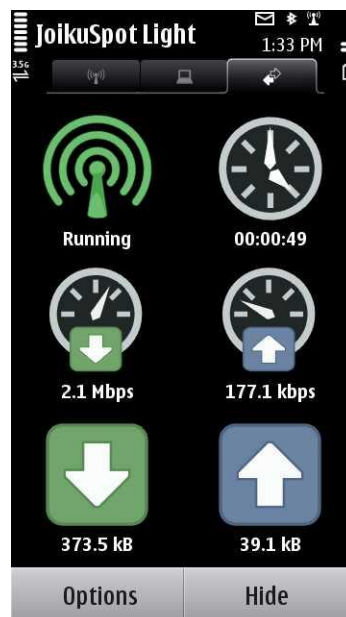 JoikuSpot Light
1:33 PM
3.5G
Running
00:00:49
2.1 Mbps
177.1 kbps
373.5 kB
39.1 kB
Options
Hide